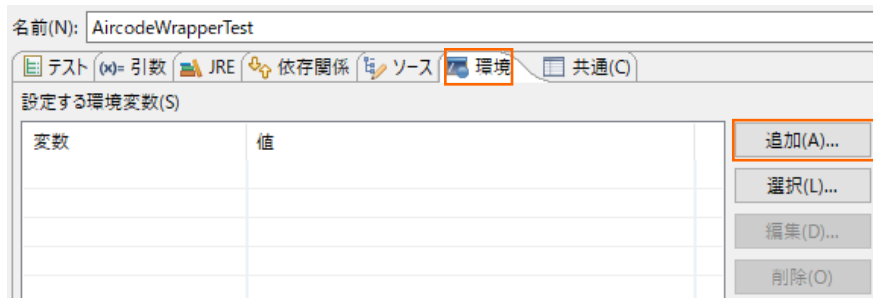 名前(N): AircodeWrapperTest
テスト (x)= 引数 JRE 依存関係 ソース 環境 共通(C)
設定する環境変数(S)
変数 値
追加(A)...
選択(L)...
編集(D)...
削除(O)